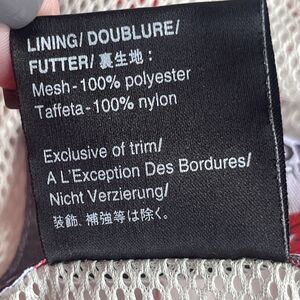 LINING/ DOUBLURE/
FUTTER/ 裏生地:
Mesh-100% polyester
Taffeta-100% nylon
Exclusive of trim/
A L'Exception Des Bordures/
Nicht Verzierung/
装飾、補強等は除く。